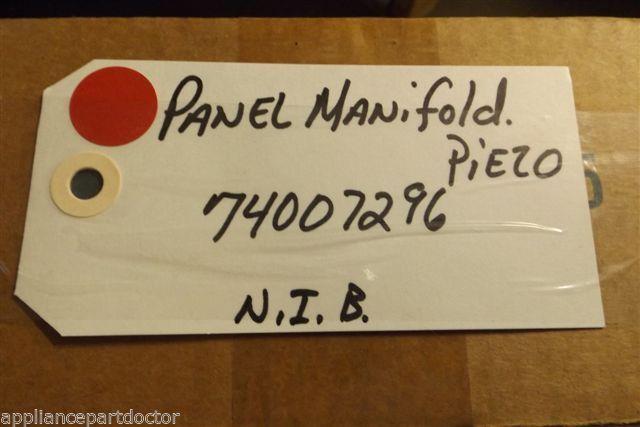 PANEL MANifold.
PiEZO
74007296
N.I.B.
appliancepartdoctor